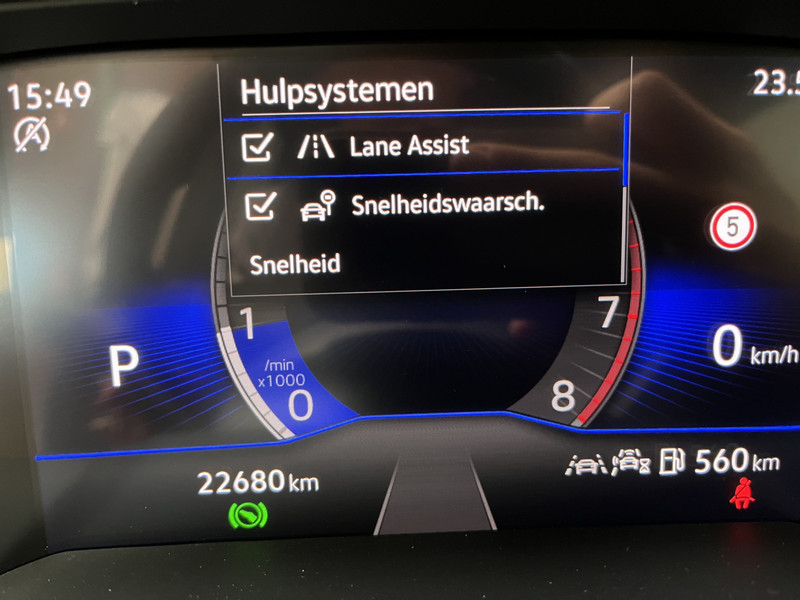 15:49
Hulpsystemen
23.5
Lane Assist
Snelheidswaarsch.
Snelheid
5
1
7
P
/min
x1000
0 km/h
0
8
22680 km
560 km